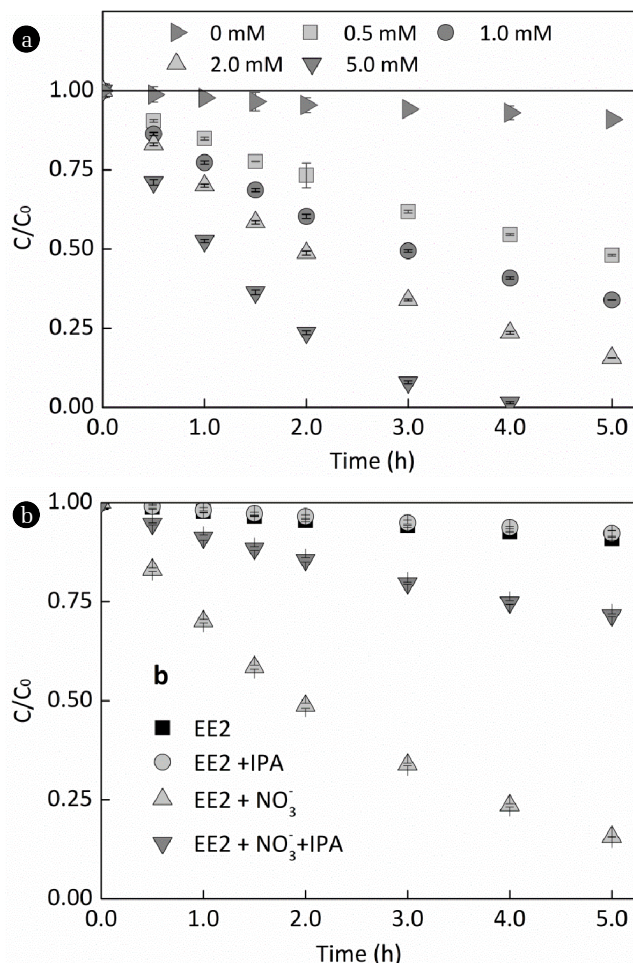 a
0 mM 0.5 mM 1.0 mM
2.0 mM 5.0 mM
1.00
0.75
0.50
0.25
0.00
C/C₀
0.0 1.0 2.0 3.0 4.0 5.0
Time (h)
b
1.00
0.75
0.50
0.25
0.00
C/C₀
b
EE2
EE2 +IPA
EE2 + NO₃⁻
EE2 + NO₃⁻+IPA
0.0 1.0 2.0 3.0 4.0 5.0
Time (h)